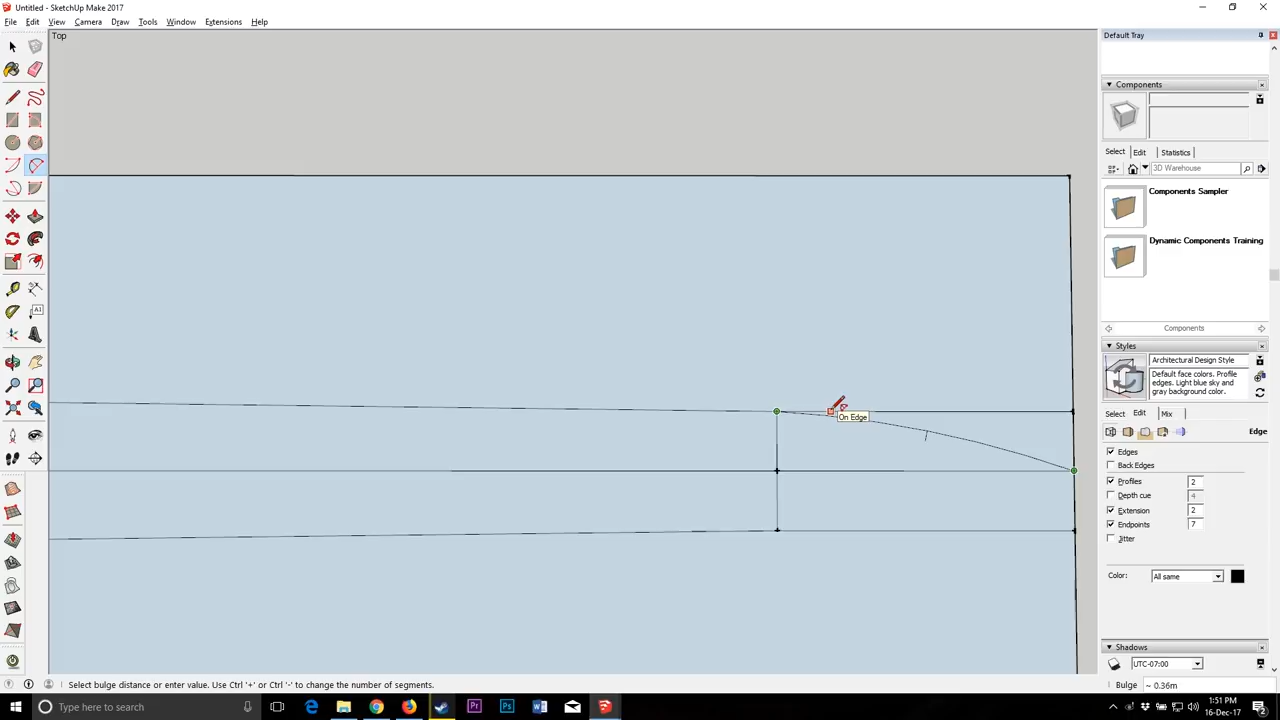 Untitled - SketchUp Make 2017
File Edit View Camera Draw Tools Window Extensions Help
Top
Default Tray
Components
Select Edit Statistics
3D Warehouse
Components Sampler
Dynamic Components Training
Components
Styles
Architectural Design Style
Default face colors. Profile
edges. Light blue sky and
gray background color.
Select Edit Mix
Edge
Edges
Back Edges
Profiles 2
Depth cue 4
Extension 2
Endpoints 7
Jitter
Color: All same
Shadows
UTC-07:00
On Edge
Select bulge distance or enter value. Use Ctrl '+' or Ctrl '-' to change the number of segments.
Bulge ~ 0.36m
Type here to search
1:51 PM
16-Dec-17